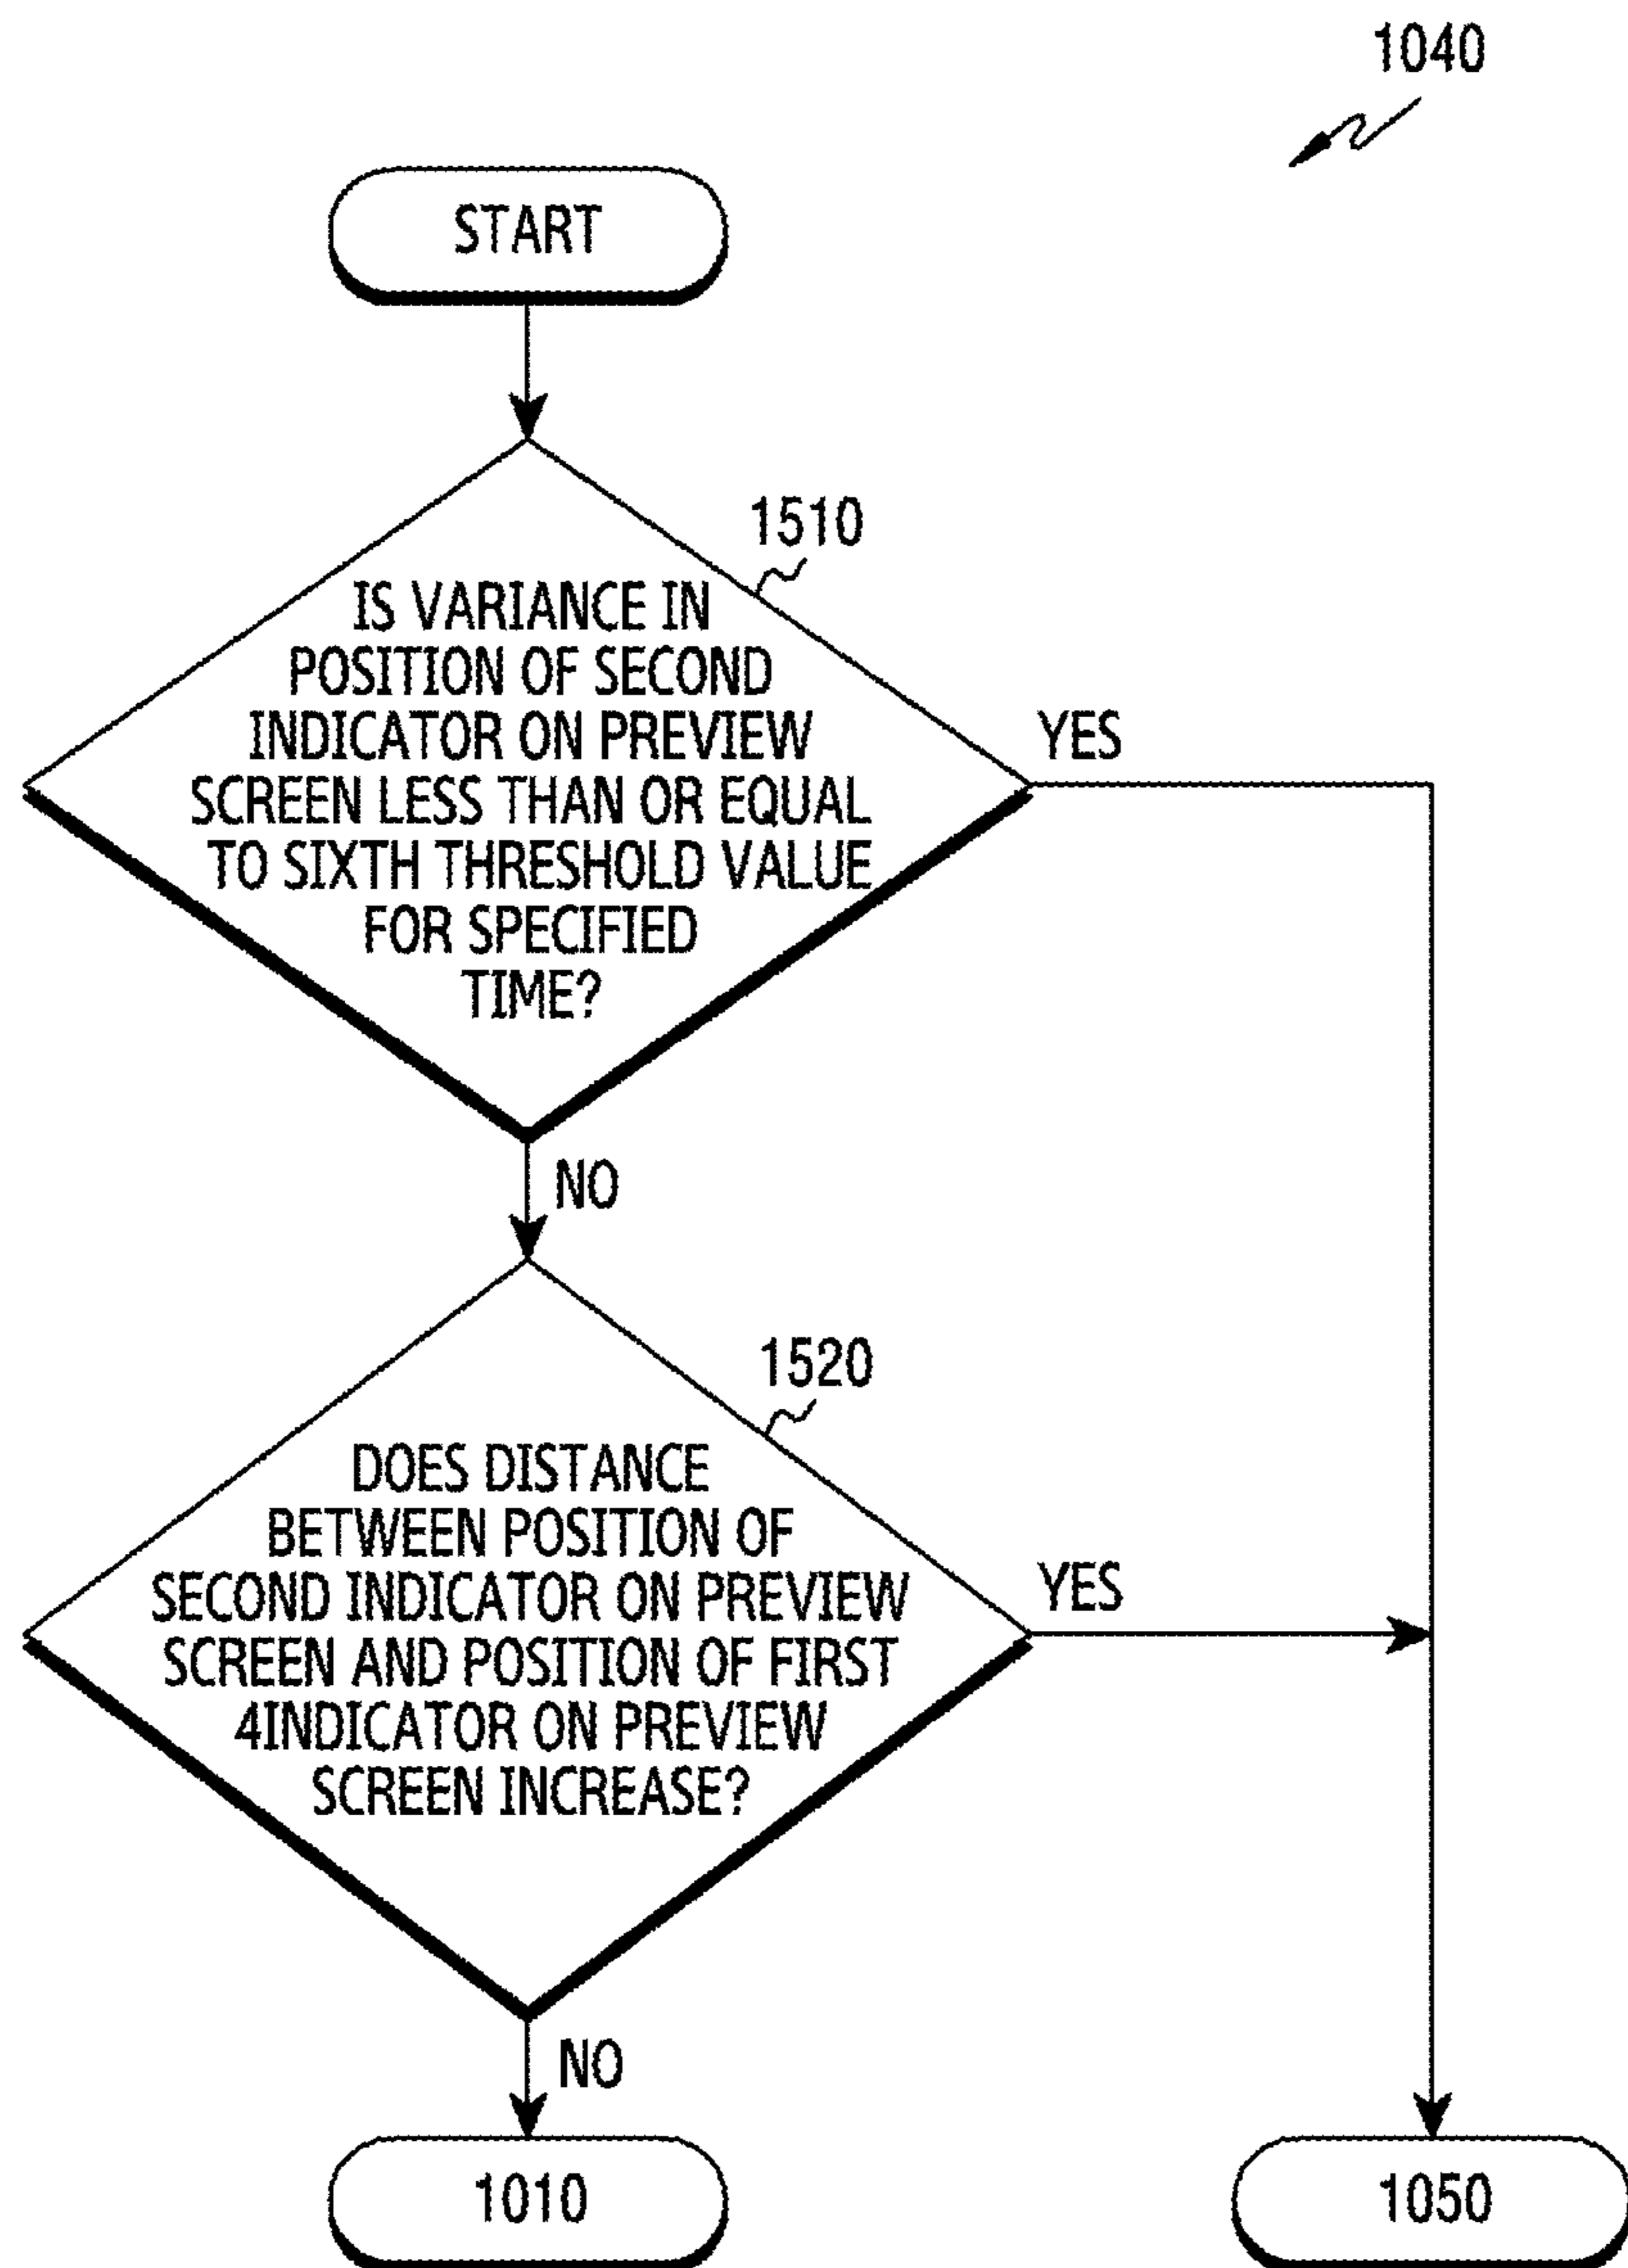 1040
START
1510
IS VARIANCE IN
POSITION OF SECOND
INDICATOR ON PREVIEW
SCREEN LESS THAN OR EQUAL
TO SIXTH THRESHOLD VALUE
FOR SPECIFIED
TIME?
YES
NO
1520
DOES DISTANCE
BETWEEN POSITION OF
SECOND INDICATOR ON PREVIEW
SCREEN AND POSITION OF FIRST
4INDICATOR ON PREVIEW
SCREEN INCREASE?
YES
NO
1010
1050